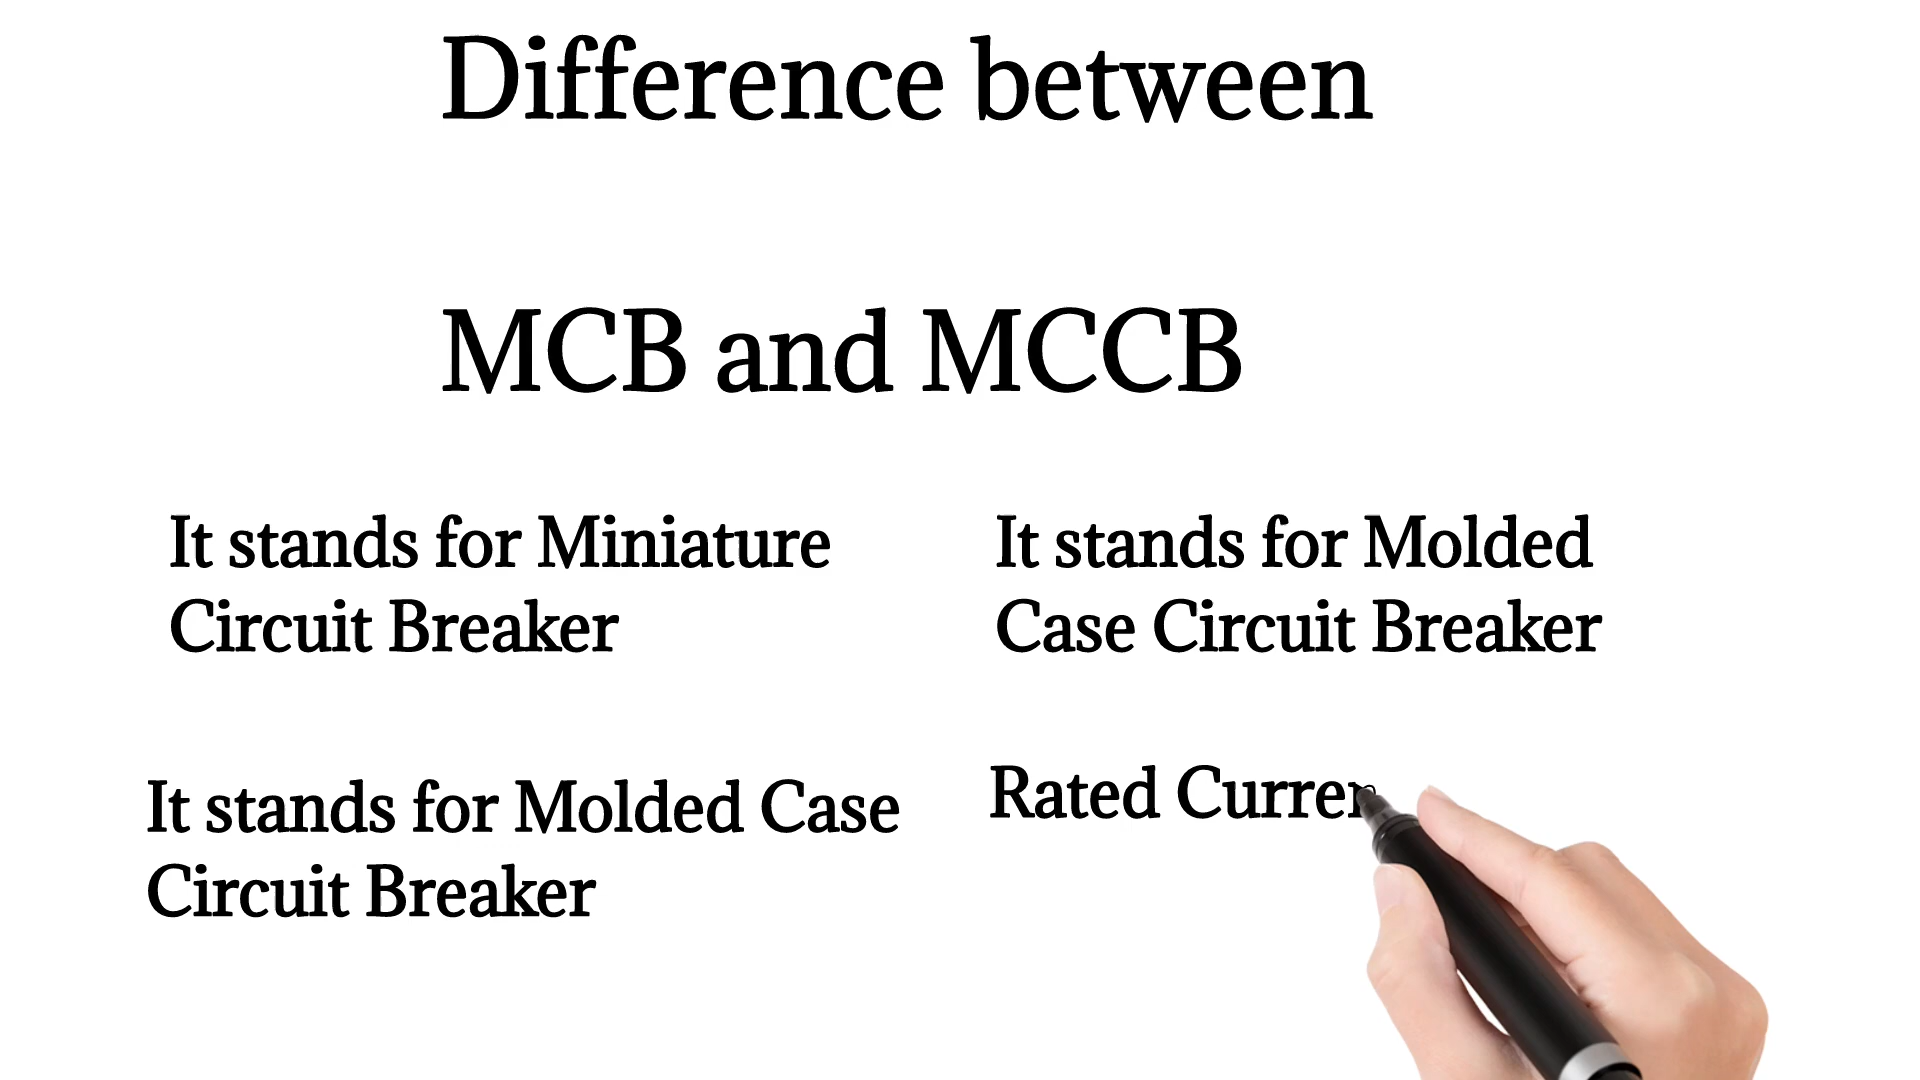 Difference between
MCB and MCCB
It stands for Miniature
Circuit Breaker
It stands for Molded
Case Circuit Breaker
It stands for Molded Case
Circuit Breaker
Rated Curren